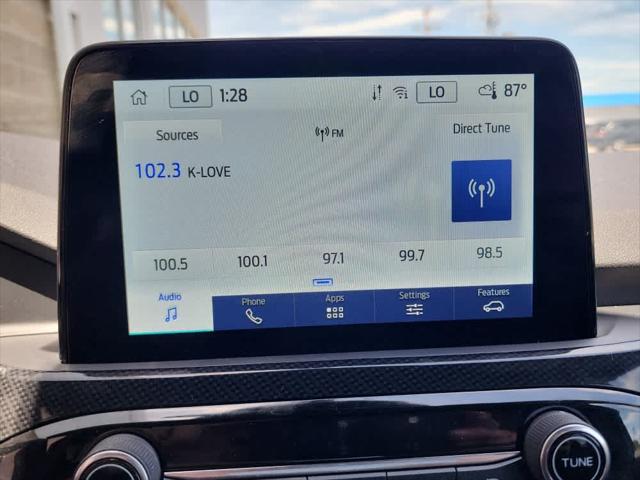 LO 1:28 LO 87°
Sources FM Direct Tune
102.3 K-LOVE
100.5 100.1 97.1 99.7 98.5
Audio Phone Apps Settings Features
TUNE